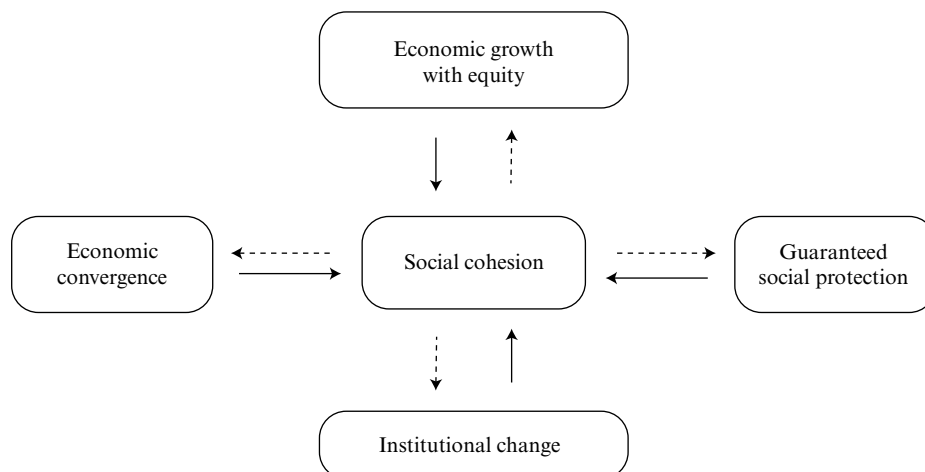 Economic growth
with equity
Economic
convergence
Social cohesion
Guaranteed
social protection
Institutional change